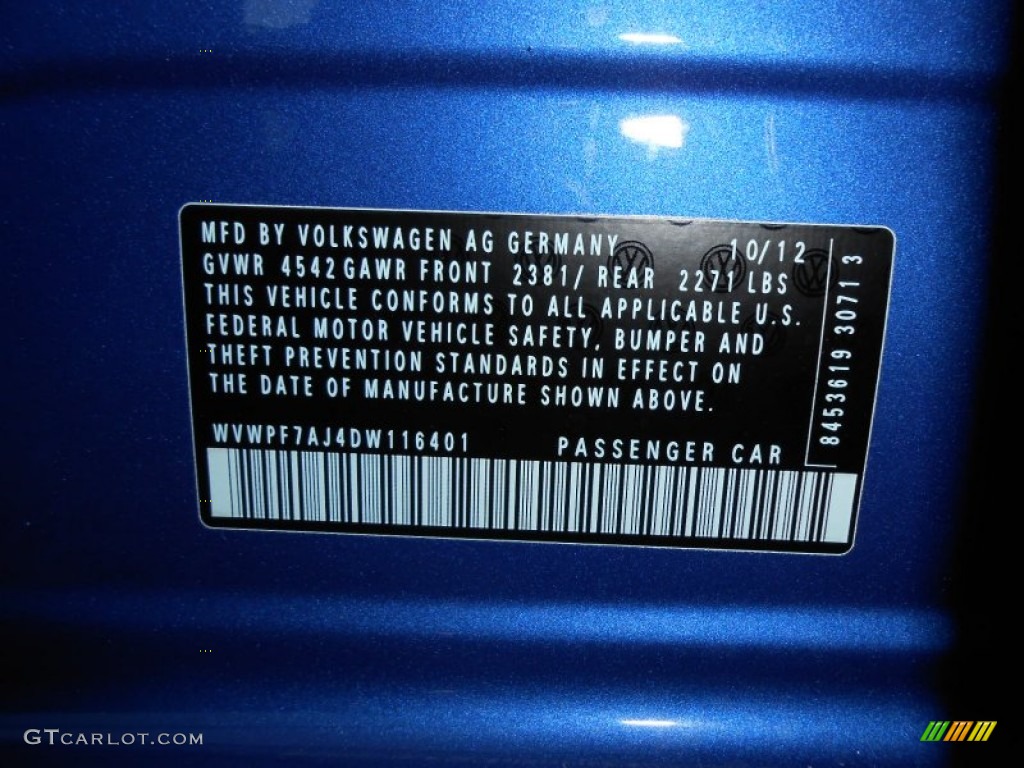 MFD BY VOLKSWAGEN AG GERMANY 10/12
GVWR 4542 GAWR FRONT 2381/ REAR 2271 LBS
THIS VEHICLE CONFORMS TO ALL APPLICABLE U.S.
FEDERAL MOTOR VEHICLE SAFETY, BUMPER AND
THEFT PREVENTION STANDARDS IN EFFECT ON
THE DATE OF MANUFACTURE SHOWN ABOVE.
WVWPF7AJ4DW116401 PASSENGER CAR
8453619 30713
GTCARLOT.COM